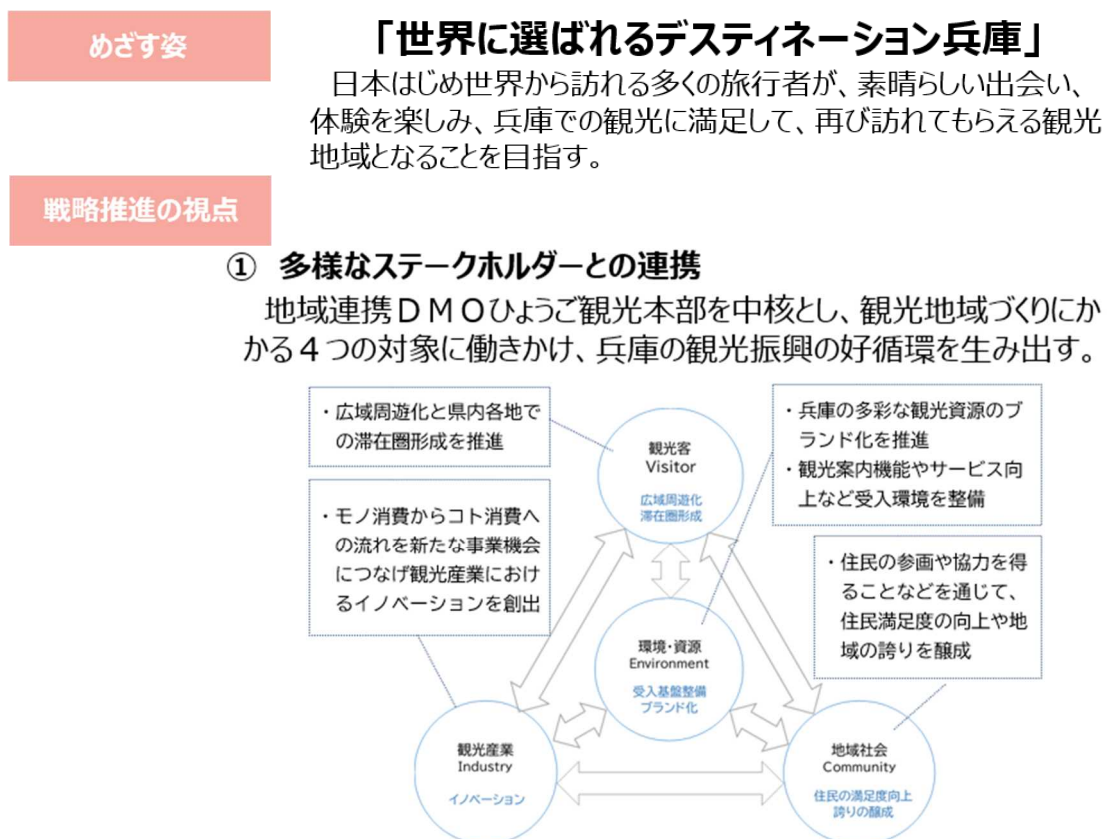 めざす姿
「世界に選ばれるデスティネーション兵庫」
日本はじめ世界から訪れる多くの旅行者が、素晴らしい出会い、
体験を楽しみ、兵庫での観光に満足して、再び訪れてもらえる観光
地域となることを目指す。
戦略推進の視点
① 多様なステークホルダーとの連携
地域連携ＤＭＯひょうご観光本部を中核とし、観光地域づくりにか
かる４つの対象に働きかけ、兵庫の観光振興の好循環を生み出す。
・広域周遊化と県内各地で
の滞在圏形成を推進
・モノ消費からコト消費へ
の流れを新たな事業機会
につなげ観光産業におけ
るイノベーションを創出
・兵庫の多彩な観光資源のブ
ランド化を推進
・観光案内機能やサービス向
上など受入環境を整備
・住民の参画や協力を得
ることなどを通じて、
住民満足度の向上や地
域の誇りを醸成
観光客
Visitor
広域周遊化
滞在圏形成
環境・資源
Environment
受入基盤整備
ブランド化
観光産業
Industry
イノベーション
地域社会
Community
住民の満足度向上
誇りの醸成